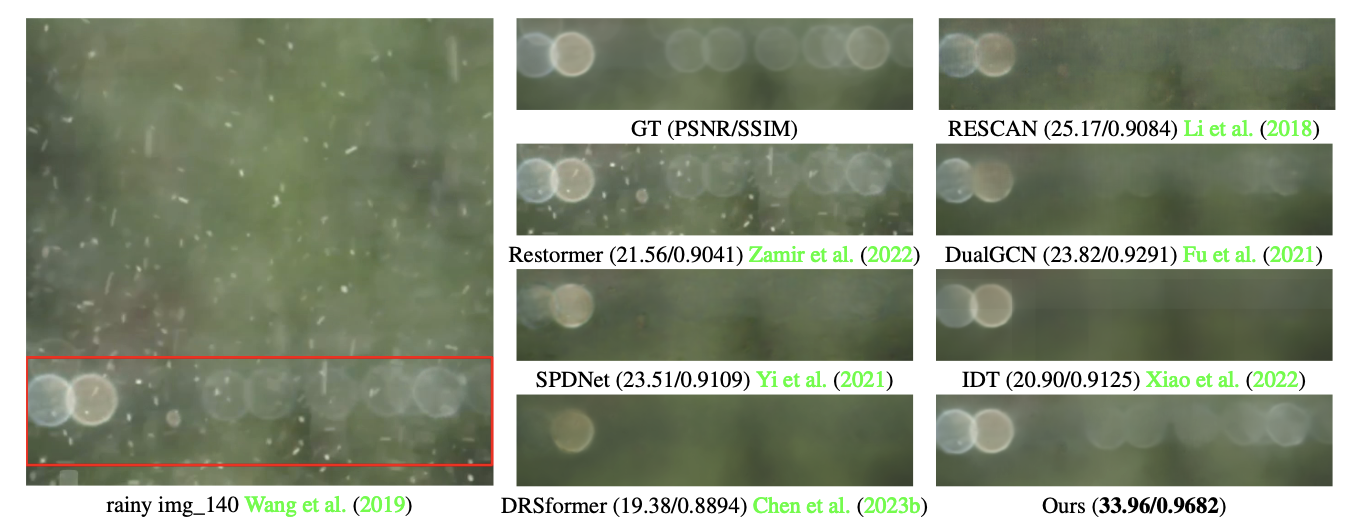 GT (PSNR/SSIM)
RESCAN (25.17/0.9084) Li et al. (2018)
Restormer (21.56/0.9041) Zamir et al. (2022)
DualGCN (23.82/0.9291) Fu et al. (2021)
SPDNet (23.51/0.9109) Yi et al. (2021)
IDT (20.90/0.9125) Xiao et al. (2022)
rainy img_140 Wang et al. (2019)
DRSformer (19.38/0.8894) Chen et al. (2023b)
Ours (33.96/0.9682)